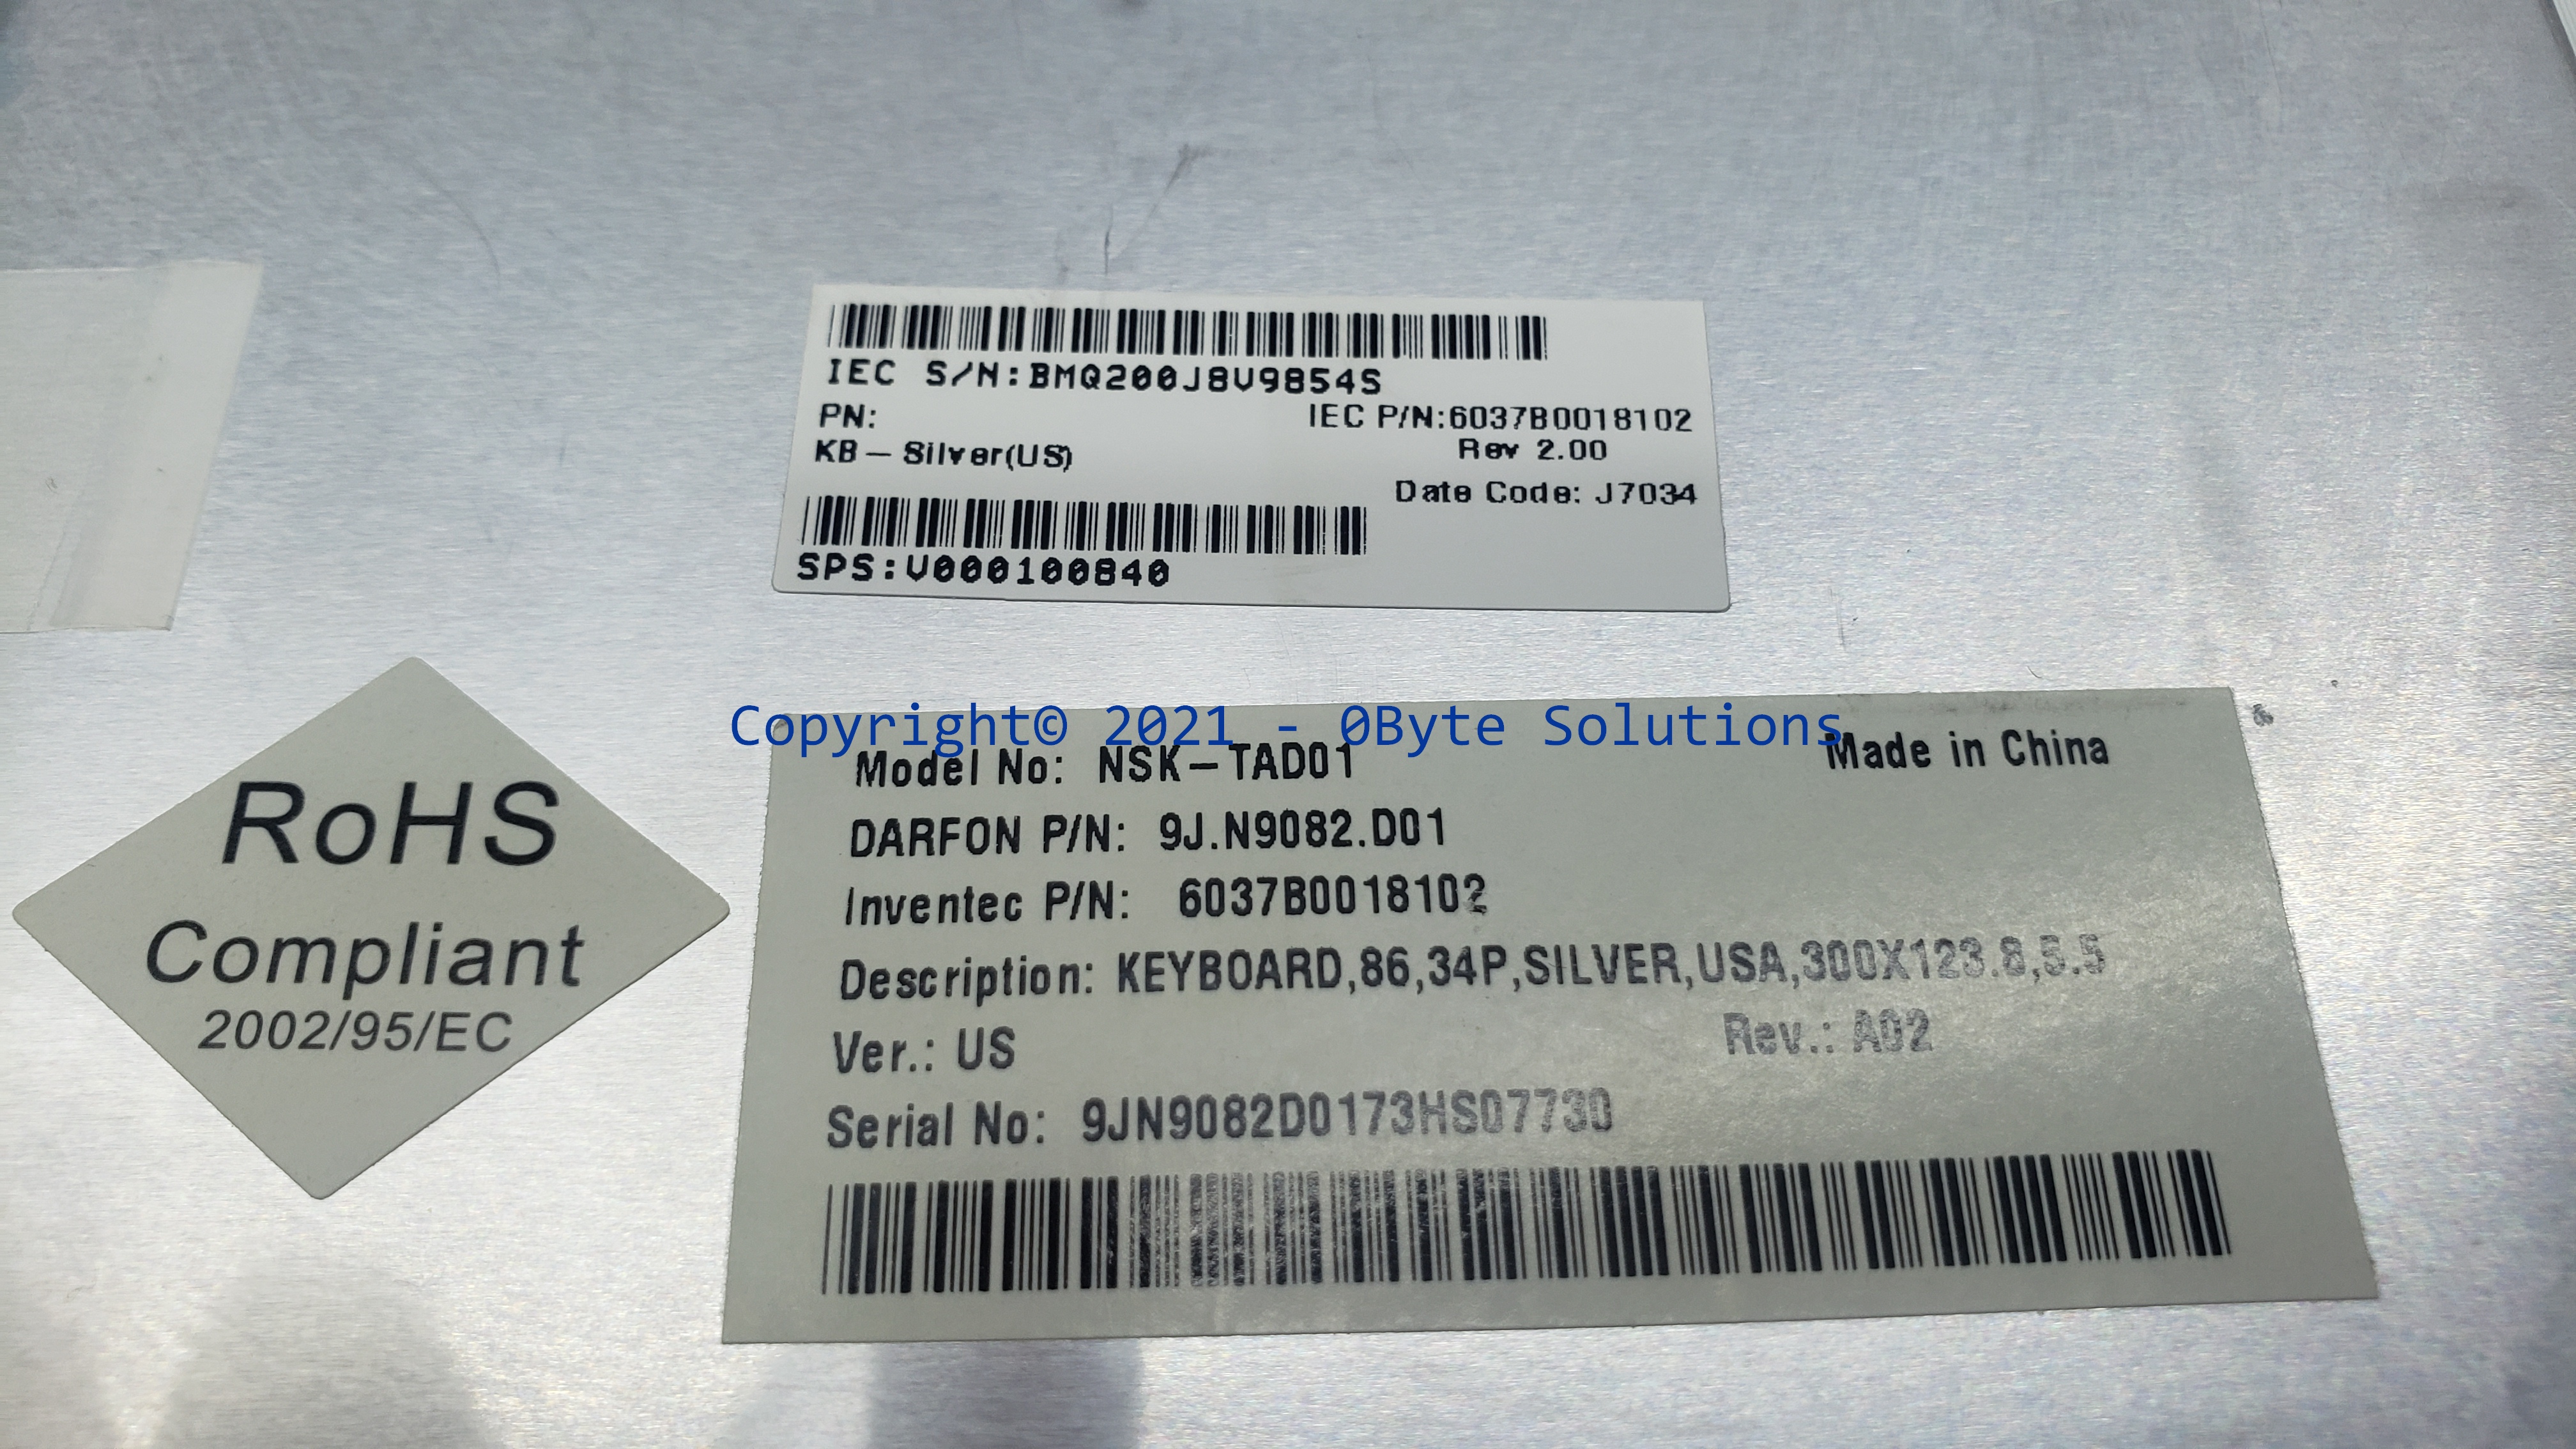 IEC S/N:BMQ200J8V9854S
PN:
IEC P/N:6037B0018102
KB-Silver(US)
Rev 2.00
Date Code: J7034
SPS:V000100840
RoHS
Compliant
2002/95/EC
Copyright© 2021 - 0Byte Solutions
Model No: NSK-TAD01
Made in China
DARFON P/N: 9J.N9082.D01
Inventec P/N: 6037B0018102
Description: KEYBOARD,86,34P,SILVER,USA,300X123.8,5.5
Ver.: US
Rev.: A02
Serial No: 9JN9082D0173HS07730